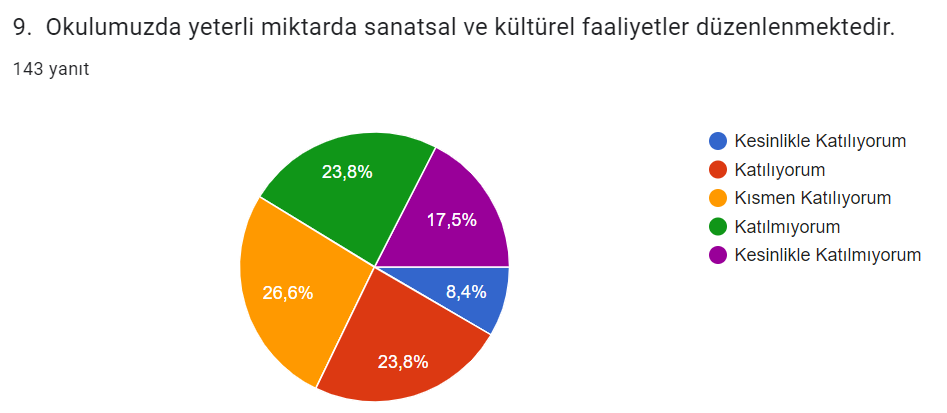 9. Okulumuzda yeterli miktarda sanatsal ve kültürel faaliyetler düzenlenmektedir.
143 yanıt
23,8%
17,5%
26,6%
8,4%
23,8%
Kesinlikle Katılıyorum
Katılıyorum
Kısmen Katılıyorum
Katılmıyorum
Kesinlikle Katılmıyorum